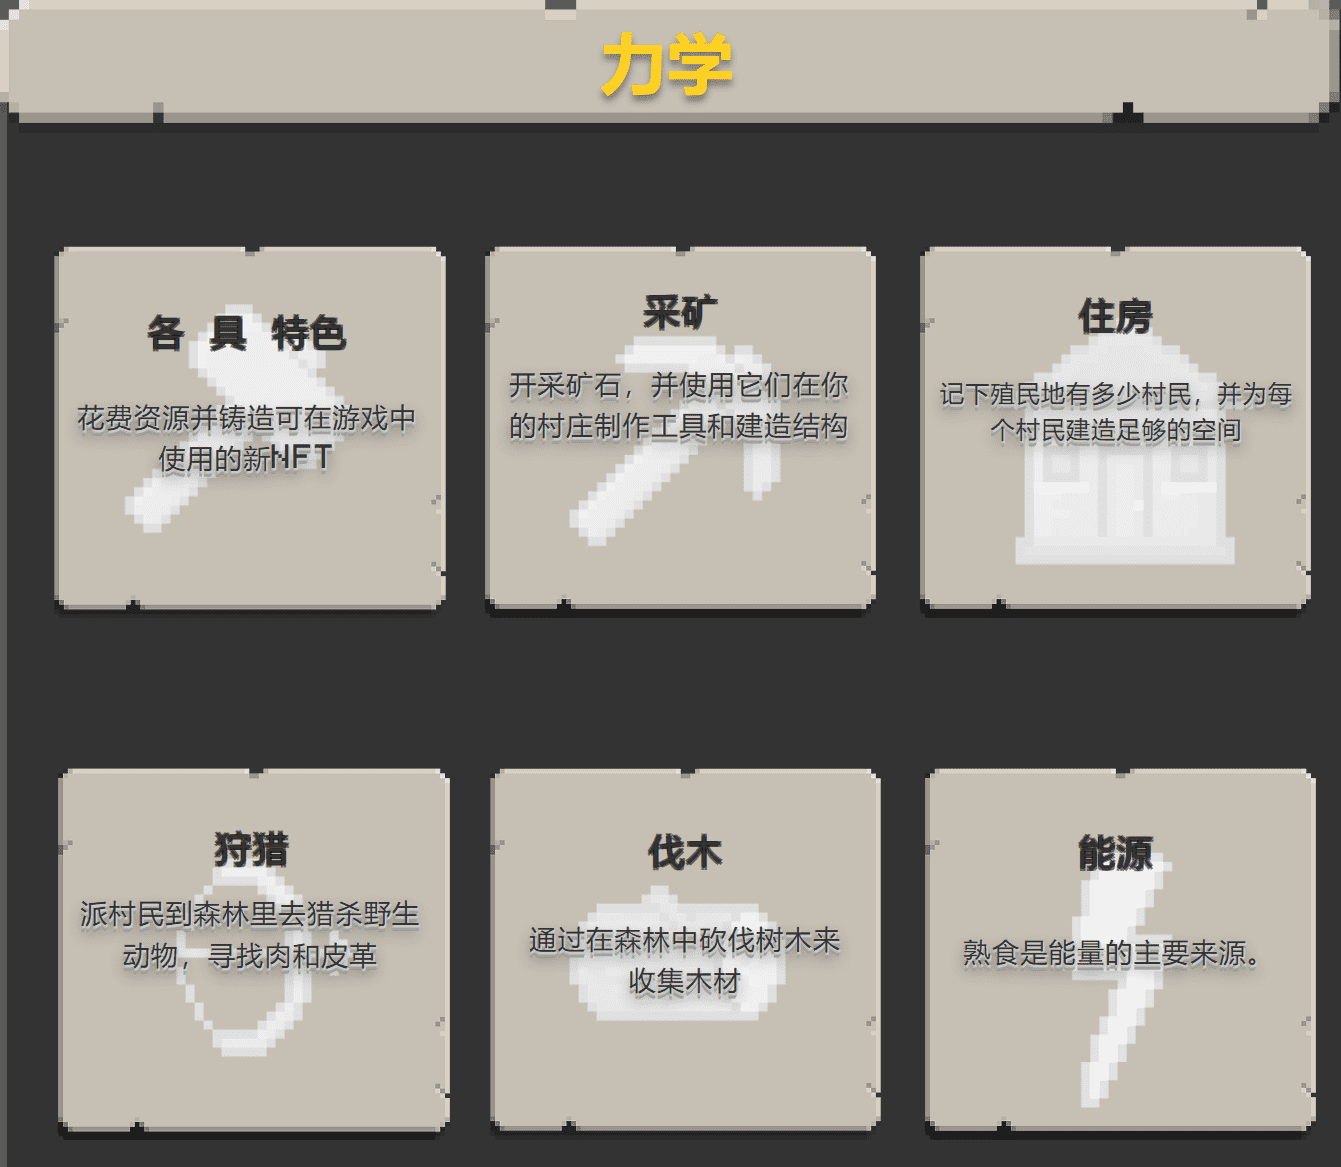 力学
各 具 特色
花费资源并铸造可在游戏中
使用的新NFT
采矿
开采矿石，并使用它们在你
的村庄制作工具和建造结构
住房
记下殖民地有多少村民，并为每
个村民建造足够的空间
狩猎
派村民到森林里去猎杀野生
动物，寻找肉和皮革
伐木
通过在森林中砍伐树木来
收集木材
能源
熟食是能量的主要来源。